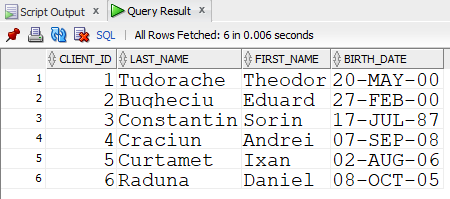 Script Output × Query Result ×
SQL | All Rows Fetched: 6 in 0.006 seconds
CLIENT_ID LAST_NAME FIRST_NAME BIRTH_DATE
1 1 Tudorache Theodor 20-MAY-00
2 2 Bugheciu Eduard 27-FEB-00
3 3 Constantin Sorin 17-JUL-87
4 4 Craciun Andrei 07-SEP-08
5 5 Curtamet Ixan 02-AUG-06
6 6 Raduna Daniel 08-OCT-05